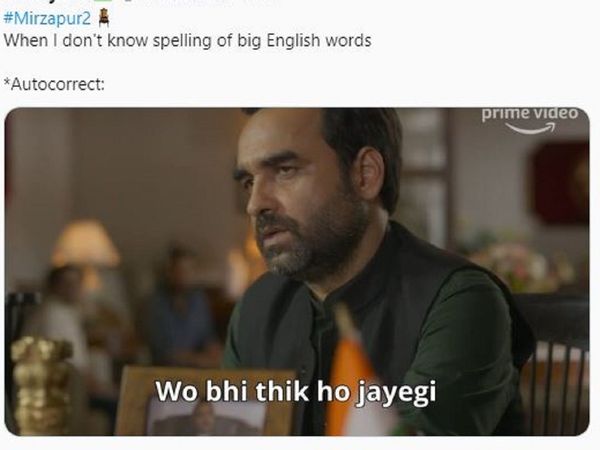 #Mirzapur2
When I don't know spelling of big English words
*Autocorrect:
prime video
Wo bhi thik ho jayegi